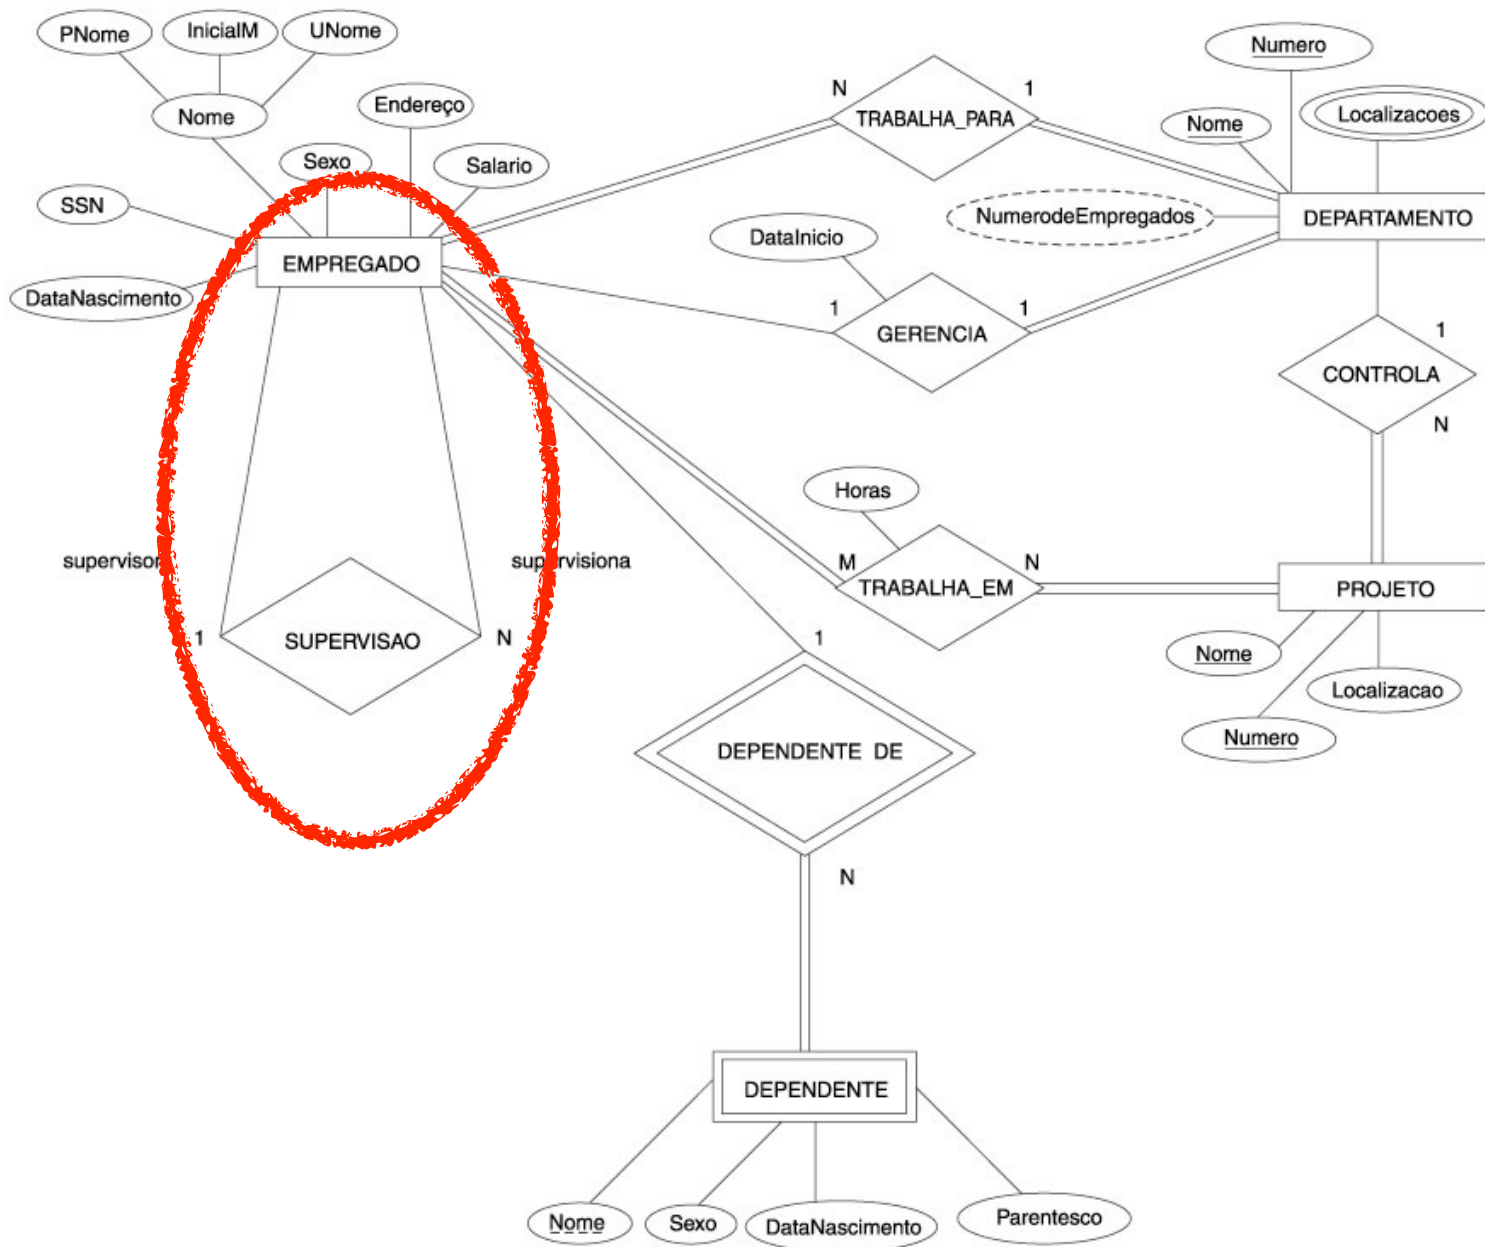 PNome
InicialM
UNome
Nome
Endereço
Sexo
Salario
SSN
DataNascimento
EMPREGADO
N
TRABALHA_PARA
1
Numero
Nome
Localizacoes
NumerodeEmpregados
DEPARTAMENTO
DataInicio
1
GERENCIA
1
1
CONTROLA
N
Horas
M
TRABALHA_EM
N
PROJETO
Nome
Localizacao
Numero
supervisor
supervisiona
1
SUPERVISAO
N
1
DEPENDENTE DE
N
DEPENDENTE
Nome
Sexo
DataNascimento
Parentesco